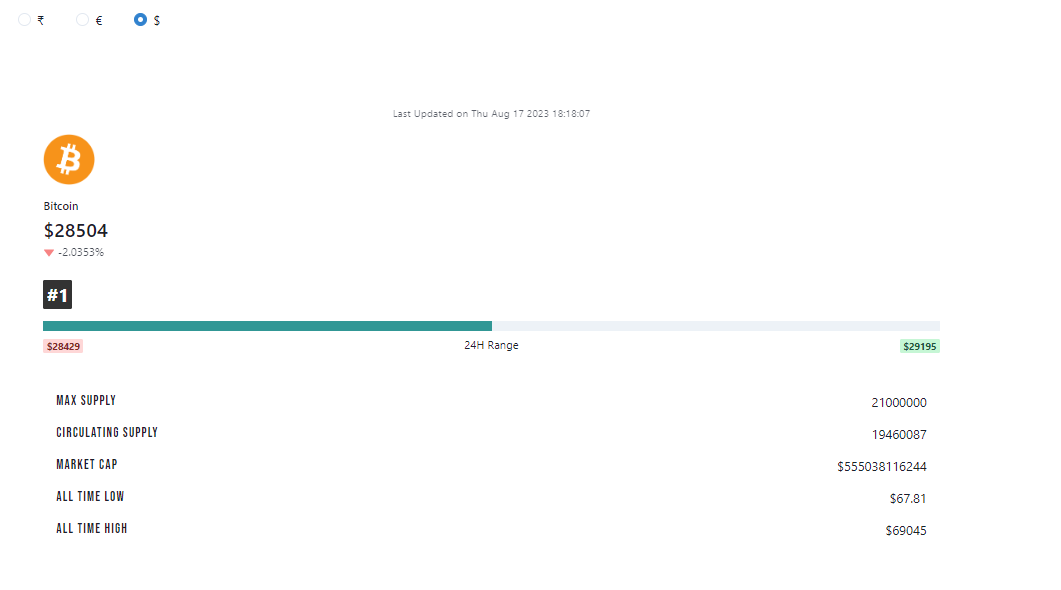 ₹ € $
Last Updated on Thu Aug 17 2023 18:18:07
Bitcoin
$28504
-2.0353%
#1
$28429 24H Range $29195
MAX SUPPLY 21000000
CIRCULATING SUPPLY 19460087
MARKET CAP $555038116244
ALL TIME LOW $67.81
ALL TIME HIGH $69045